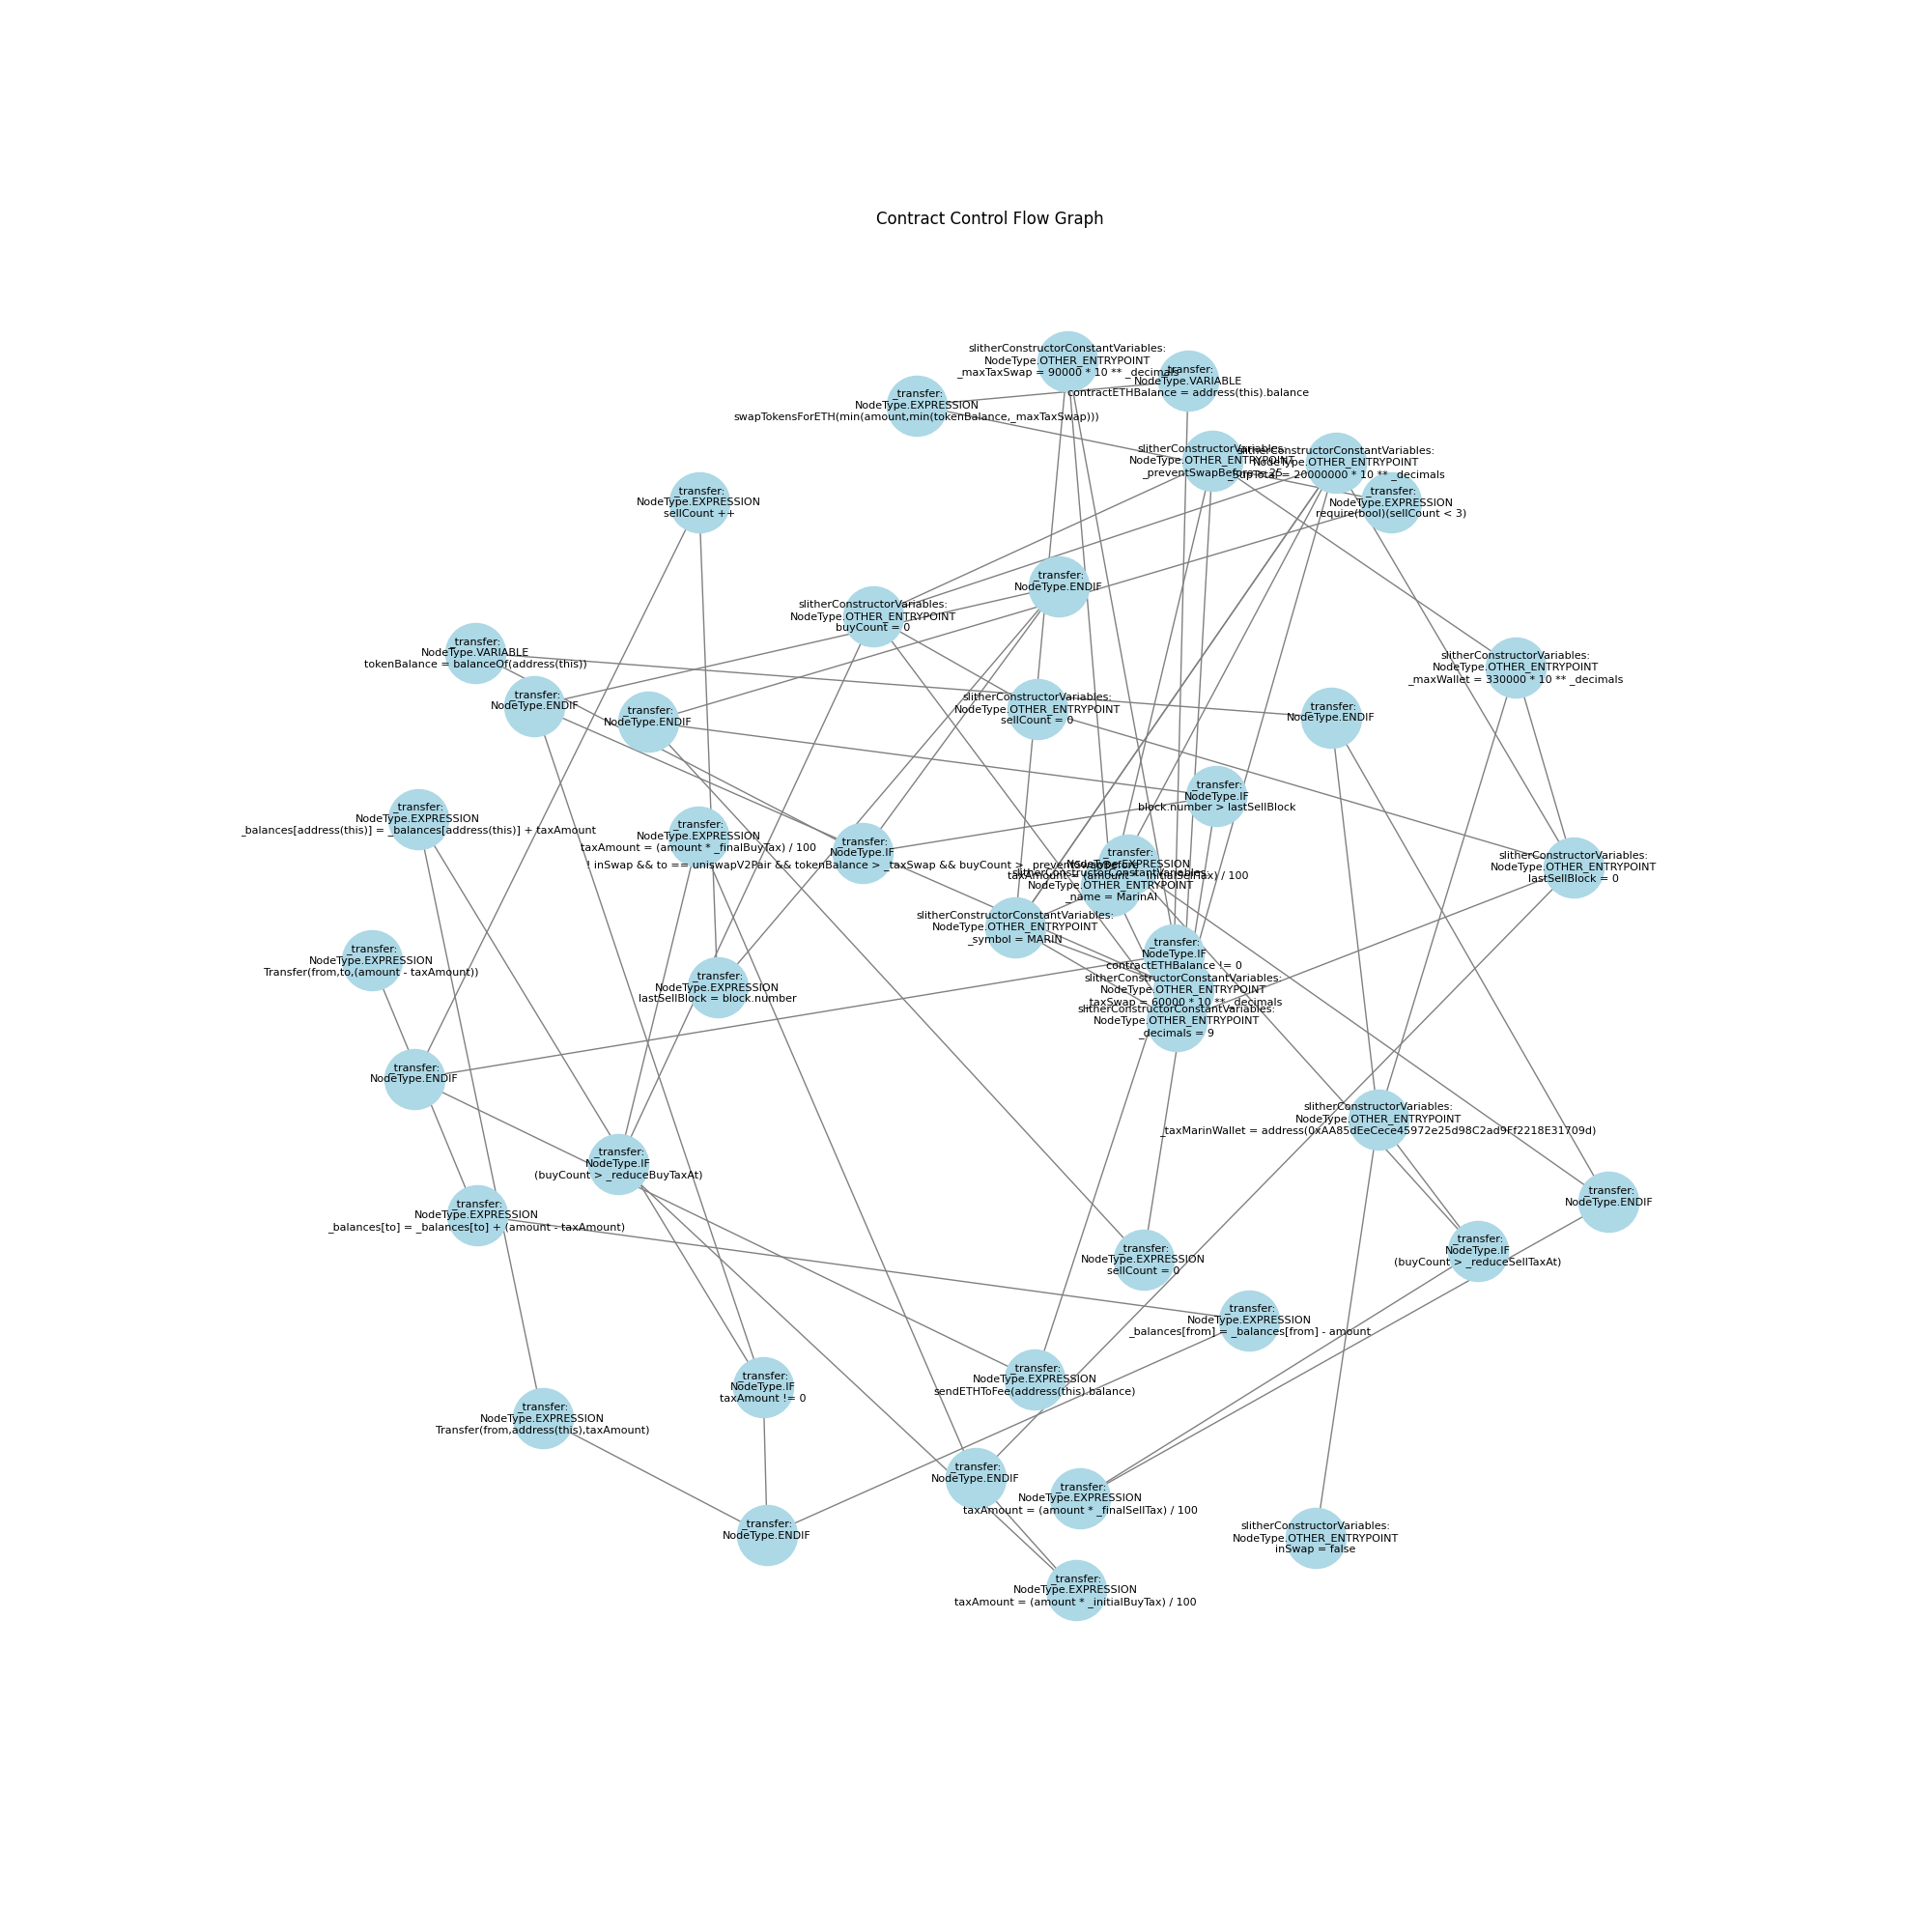 Contract Control Flow Graph
slitherConstructorConstantVariables:
NodeType.OTHER_ENTRYPOINT
_maxTaxSwap = 90000 * 10 ** _decimals
_transfer:
NodeType.VARIABLE
contractETHBalance = address(this).balance
_transfer:
NodeType.EXPRESSION
swapTokensForETH(min(amount,min(tokenBalance,_maxTaxSwap)))
slitherConstructorVariables:
NodeType.OTHER_ENTRYPOINT
_preventSwapBefore = 25
slitherConstructorConstantVariables:
NodeType.OTHER_ENTRYPOINT
_SupTotal = 20000000 * 10 ** _decimals
_transfer:
NodeType.EXPRESSION
sellCount ++
_transfer:
NodeType.EXPRESSION
require(bool)(sellCount < 3)
_transfer:
NodeType.ENDIF
slitherConstructorVariables:
NodeType.OTHER_ENTRYPOINT
buyCount = 0
_transfer:
NodeType.VARIABLE
tokenBalance = balanceOf(address(this))
slitherConstructorVariables:
NodeType.OTHER_ENTRYPOINT
_maxWallet = 330000 * 10 ** _decimals
_transfer:
NodeType.ENDIF
_transfer:
NodeType.ENDIF
slitherConstructorVariables:
NodeType.OTHER_ENTRYPOINT
sellCount = 0
_transfer:
NodeType.ENDIF
_transfer:
NodeType.IF
block.number > lastSellBlock
_transfer:
NodeType.EXPRESSION
_balances[address(this)] = _balances[address(this)] + taxAmount
_transfer:
NodeType.EXPRESSION
taxAmount = (amount * _finalBuyTax) / 100
_transfer:
NodeType.IF
! inSwap && to == uniswapV2Pair && tokenBalance > _taxSwap && buyCount > _preventSwapBefore
_transfer:
NodeType.EXPRESSION
taxAmount = (amount * _initialSellTax) / 100
slitherConstructorConstantVariables:
NodeType.OTHER_ENTRYPOINT
_name = MarinAI
slitherConstructorVariables:
NodeType.OTHER_ENTRYPOINT
lastSellBlock = 0
slitherConstructorConstantVariables:
NodeType.OTHER_ENTRYPOINT
_symbol = MARIN
_transfer:
NodeType.IF
contractETHBalance != 0
slitherConstructorConstantVariables:
NodeType.OTHER_ENTRYPOINT
_taxSwap = 60000 * 10 ** _decimals
slitherConstructorConstantVariables:
NodeType.OTHER_ENTRYPOINT
_decimals = 9
_transfer:
NodeType.EXPRESSION
Transfer(from,to,(amount - taxAmount))
_transfer:
NodeType.EXPRESSION
lastSellBlock = block.number
_transfer:
NodeType.ENDIF
slitherConstructorVariables:
NodeType.OTHER_ENTRYPOINT
_taxMarinWallet = address(0xAA85dEeCece45972e25d98C2ad9Ff2218E31709d)
_transfer:
NodeType.IF
(buyCount > _reduceBuyTaxAt)
_transfer:
NodeType.ENDIF
_transfer:
NodeType.EXPRESSION
_balances[to] = _balances[to] + (amount - taxAmount)
_transfer:
NodeType.IF
(buyCount > _reduceSellTaxAt)
_transfer:
NodeType.EXPRESSION
sellCount = 0
_transfer:
NodeType.EXPRESSION
_balances[from] = _balances[from] - amount
_transfer:
NodeType.EXPRESSION
sendETHToFee(address(this).balance)
_transfer:
NodeType.IF
taxAmount != 0
_transfer:
NodeType.EXPRESSION
Transfer(from,address(this),taxAmount)
_transfer:
NodeType.ENDIF
_transfer:
NodeType.EXPRESSION
taxAmount = (amount * _finalSellTax) / 100
_transfer:
NodeType.ENDIF
slitherConstructorVariables:
NodeType.OTHER_ENTRYPOINT
inSwap = false
_transfer:
NodeType.EXPRESSION
taxAmount = (amount * _initialBuyTax) / 100